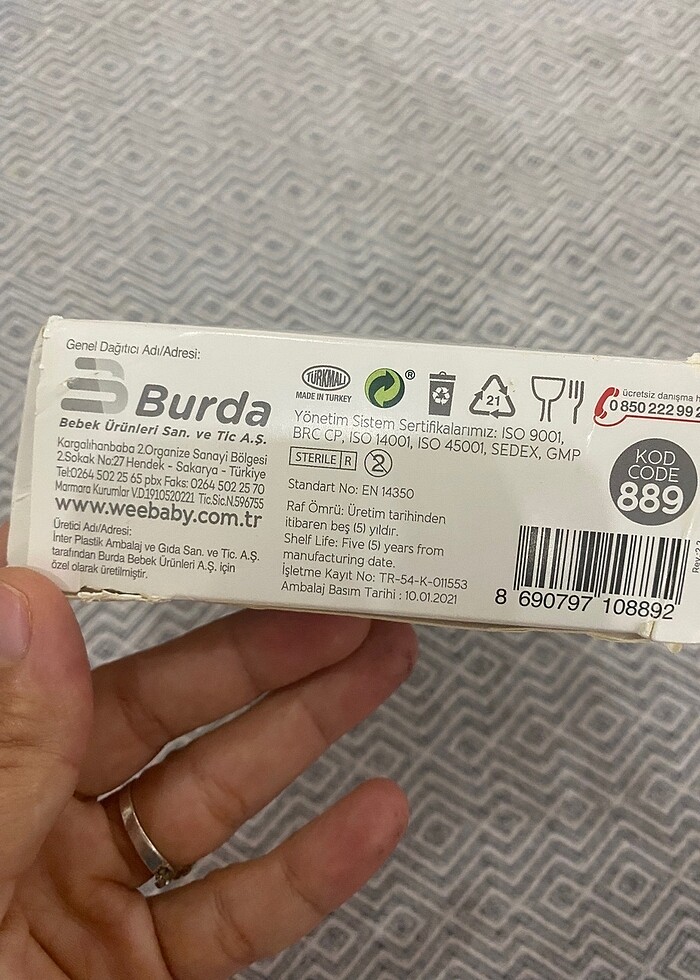 Genel Dağıtıcı Adı/Adresi:
Burda
Bebek Ürünleri San. ve Tic A.Ş.
Kargalıhanbaba 2.Organize Sanayi Bölgesi
2.Sokak No:27 Hendek - Sakarya - Türkiye
Tel:0264 502 25 65 pbx Faks: 0264 502 25 70
Marmara Kurumlar V.D.1910520221 Tic.Sic.N.596755
www.weebaby.com.tr
Üretici Adı/Adresi:
İnter Plastik Ambalaj ve Gıda San. ve Tic. A.Ş.
tarafından Burda Bebek Ürünleri A.Ş. için
özel olarak üretilmiştir.
TÜRKMALI
MADE IN TURKEY
®
21
Yönetim Sistem Sertifikalarımız: ISO 9001,
BRC CP, ISO 14001, ISO 45001, SEDEX, GMP
STERILE R
2
Standart No: EN 14350
Raf Ömrü: Üretim tarihinden
itibaren beş (5) yıldır.
Shelf Life: Five (5) years from
manufacturing date.
İşletme Kayıt No: TR-54-K-011553
Ambalaj Basım Tarihi : 10.01.2021
ücretsiz danışma
0 850 222 99
KOD
CODE
889
8 690797 108892